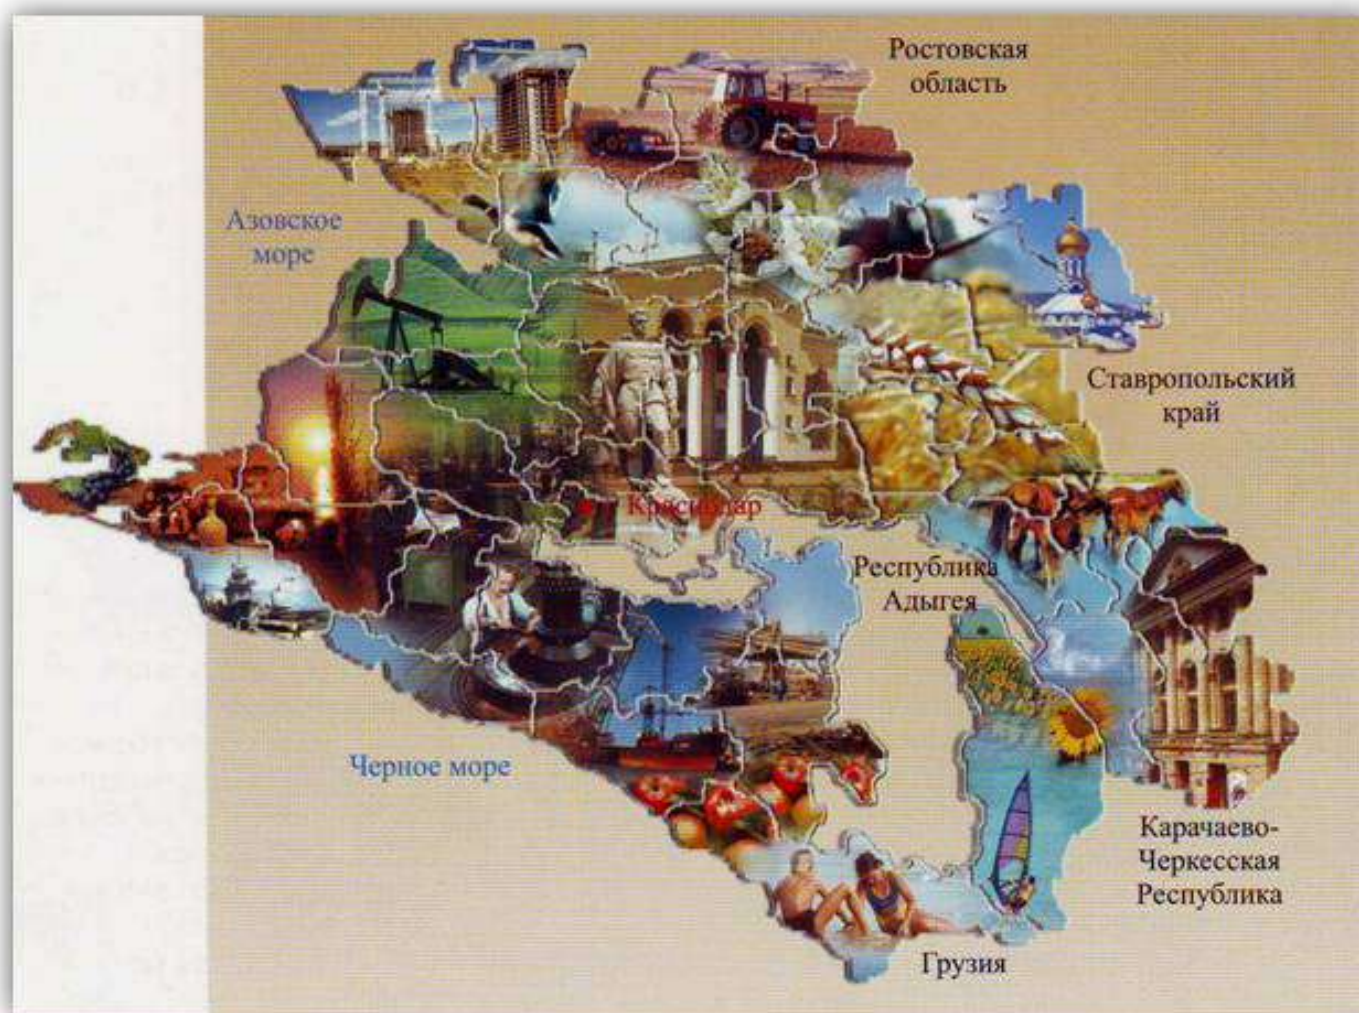 Ростовская
область
Азовское
море
Ставропольский
край
Краснодар
Республика
Адыгея
Черное море
Карачаево-
Черкесская
Республика
Грузия